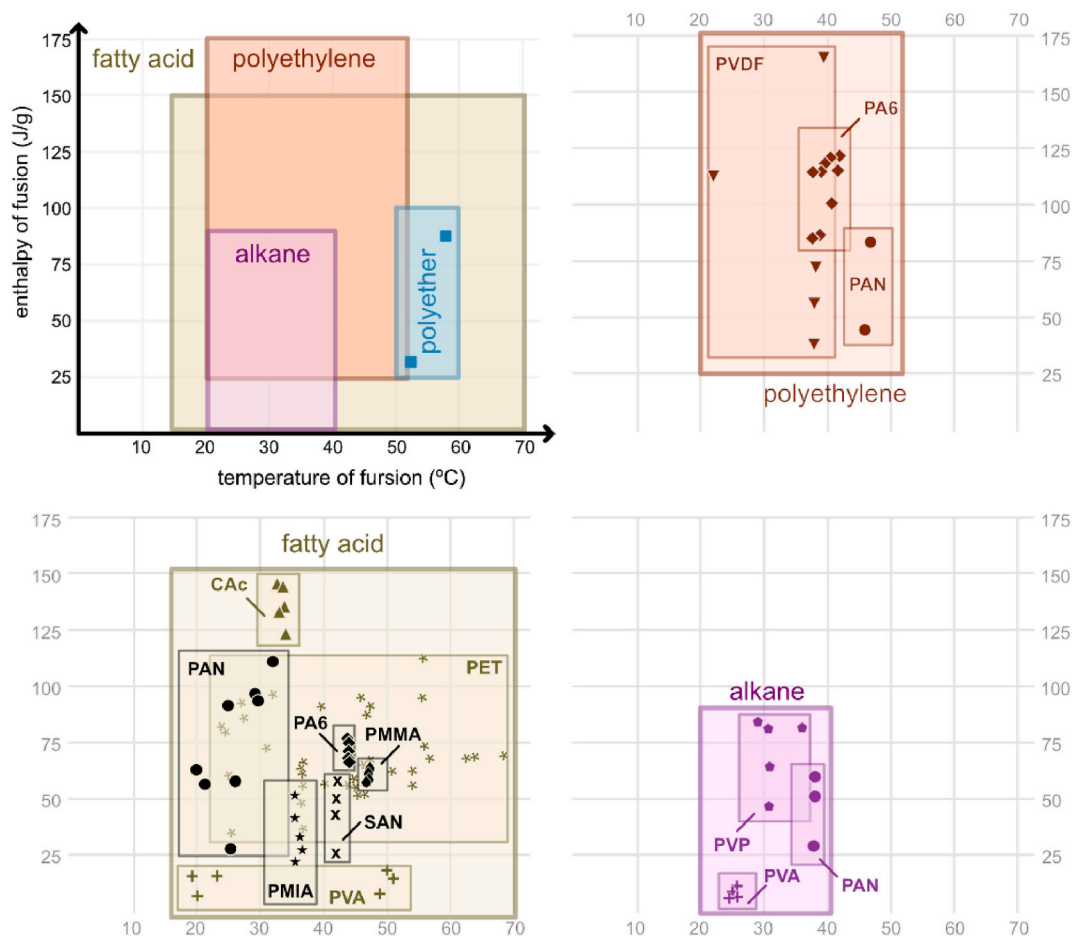 175
150
125
100
75
50
25
enthalpy of fusion (J/g)
fatty acid
polyethylene
alkane
polyether
10 20 30 40 50 60 70
temperature of fursion (ºC)
10 20 30 40 50 60 70
PVDF
PA6
PAN
175
150
125
100
75
50
25
polyethylene
175
150
125
100
75
50
25
fatty acid
CAc
PAN
PET
PA6
PMMA
SAN
PMIA
PVA
10 20 30 40 50 60 70
175
150
125
100
75
50
25
alkane
PVP
PVA
PAN
10 20 30 40 50 60 70